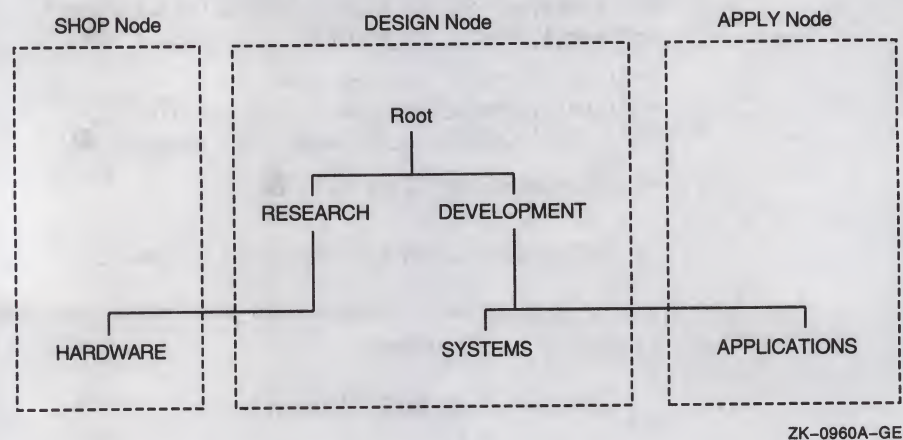 SHOP Node DESIGN Node APPLY Node
Root
RESEARCH DEVELOPMENT
HARDWARE SYSTEMS APPLICATIONS
ZK-0960A-GE